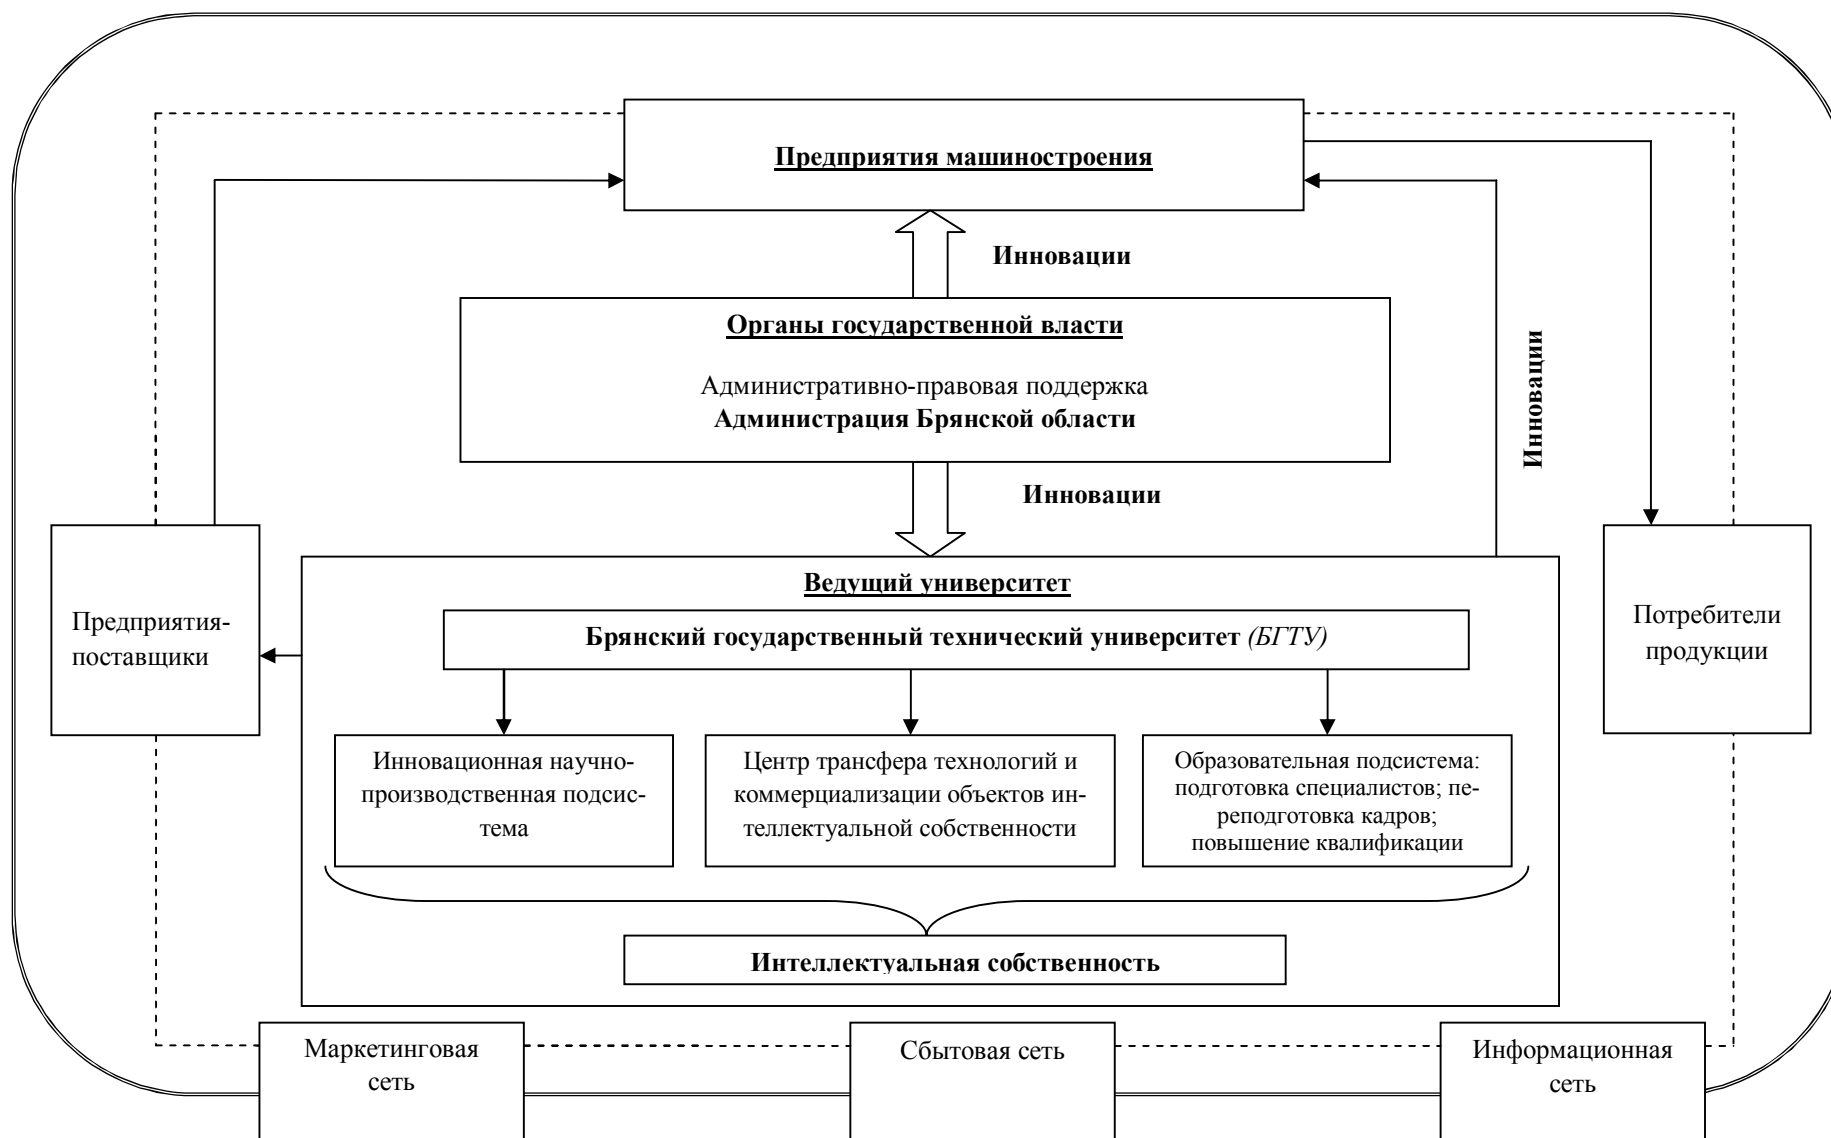 Предприятия машиностроения
Инновации
Органы государственной власти
Административно-правовая поддержка
Администрация Брянской области
Инновации
Инновации
Ведущий университет
Брянский государственный технический университет (БГТУ)
Предприятия-
поставщики
Потребители
продукции
Инновационная научно-
производственная подсис-
тема
Центр трансфера технологий и
коммерциализации объектов ин-
теллектуальной собственности
Образовательная подсистема:
подготовка специалистов; пе-
реподготовка кадров;
повышение квалификации
Интеллектуальная собственность
Маркетинговая
сеть
Сбытовая сеть
Информационная
сеть